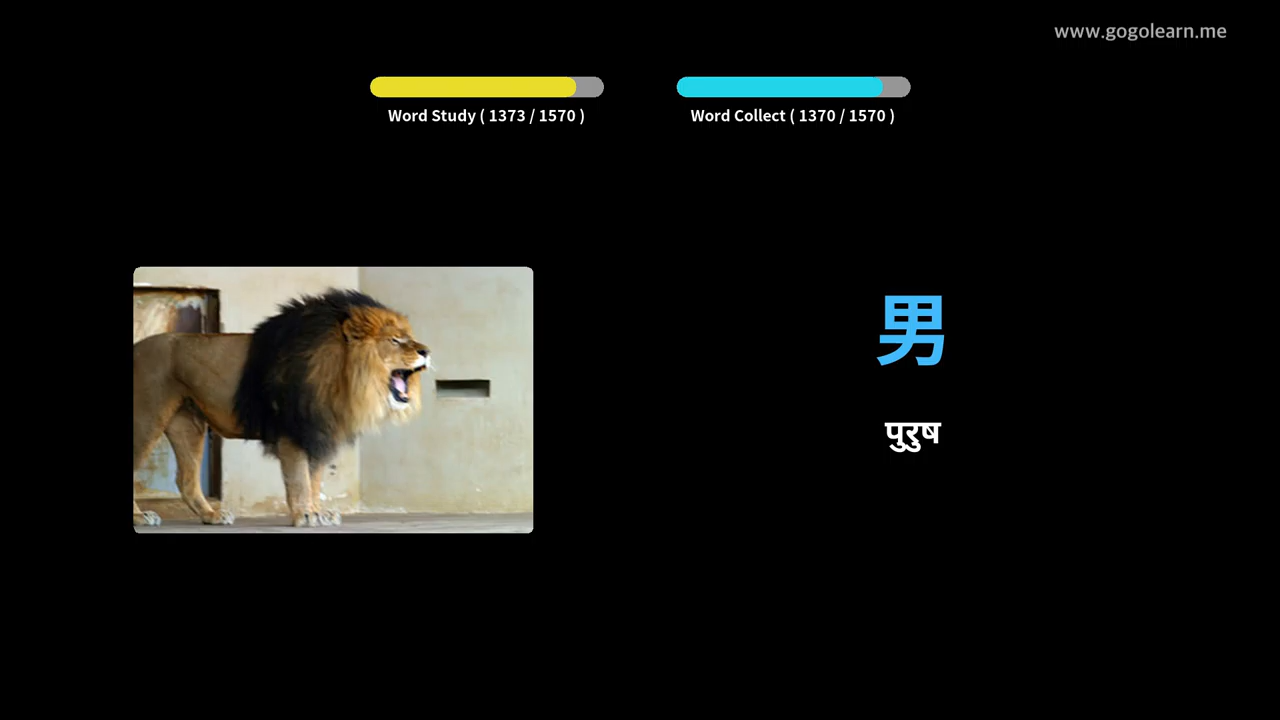 www.gogolearn.me
Word Study ( 1373 / 1570 )
Word Collect ( 1370 / 1570 )
男
पुरुष